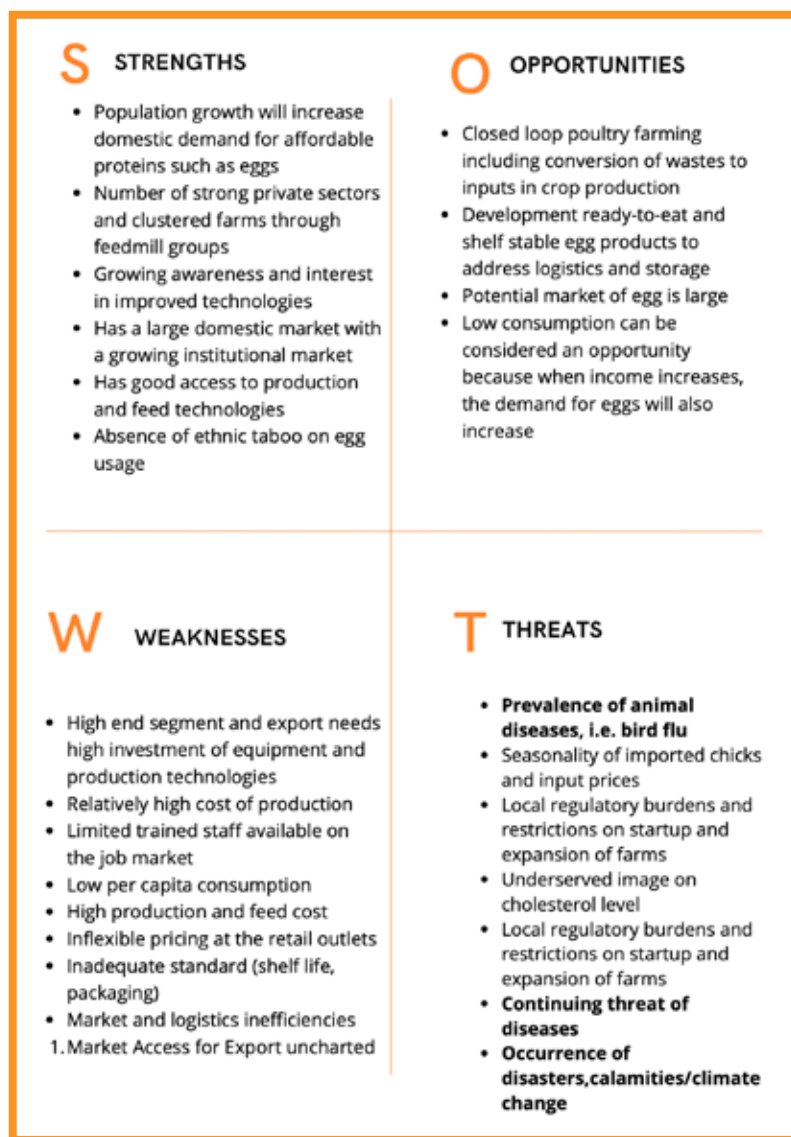 S STRENGTHS
• Population growth will increase
domestic demand for affordable
proteins such as eggs
• Number of strong private sectors
and clustered farms through
feedmill groups
• Growing awareness and interest
in improved technologies
• Has a large domestic market with
a growing institutional market
• Has good access to production
and feed technologies
• Absence of ethnic taboo on egg
usage
O OPPORTUNITIES
• Closed loop poultry farming
including conversion of wastes to
inputs in crop production
• Development ready-to-eat and
shelf stable egg products to
address logistics and storage
• Potential market of egg is large
• Low consumption can be
considered an opportunity
because when income increases,
the demand for eggs will also
increase
W WEAKNESSES
• High end segment and export needs
high investment of equipment and
production technologies
• Relatively high cost of production
• Limited trained staff available on
the job market
• Low per capita consumption
• High production and feed cost
• Inflexible pricing at the retail outlets
• Inadequate standard (shelf life,
packaging)
• Market and logistics inefficiencies
1. Market Access for Export uncharted
T THREATS
• Prevalence of animal
diseases, i.e. bird flu
• Seasonality of imported chicks
and input prices
• Local regulatory burdens and
restrictions on startup and
expansion of farms
• Underserved image on
cholesterol level
• Local regulatory burdens and
restrictions on startup and
expansion of farms
• Continuing threat of
diseases
• Occurrence of
disasters,calamities/climate
change